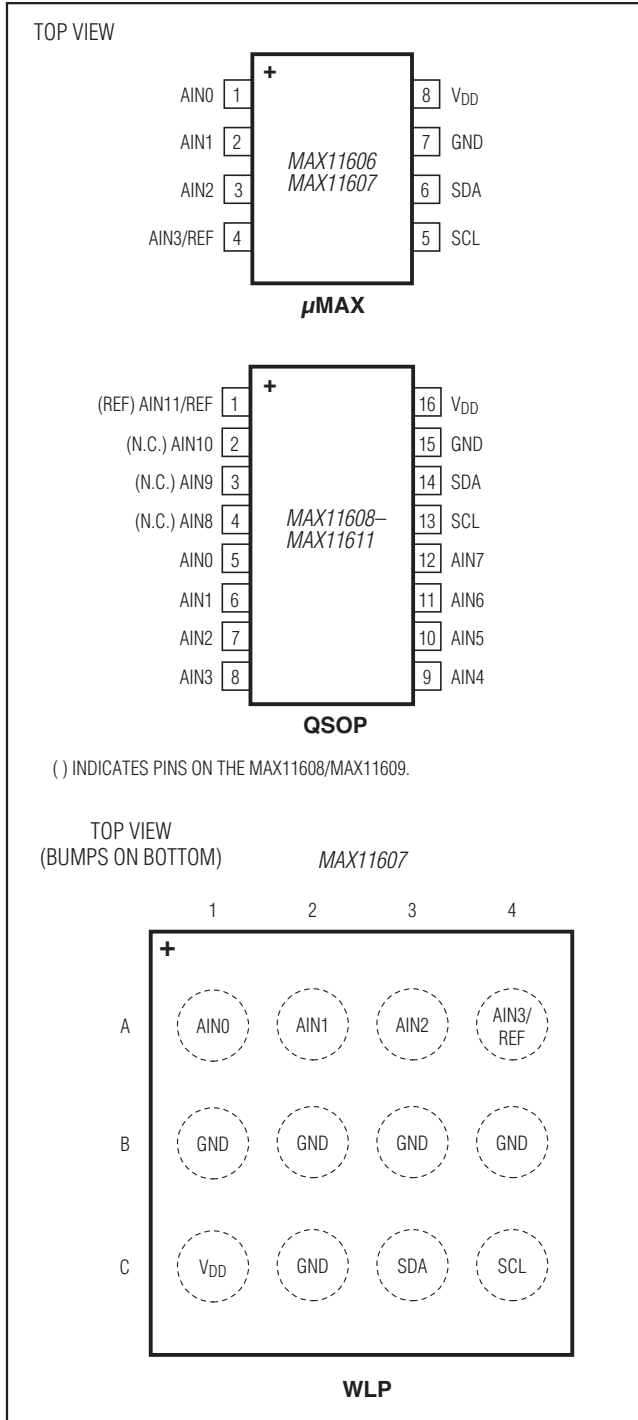 TOP VIEW
+
AIN0 1 8 VDD
AIN1 2 7 GND
MAX11606
MAX11607
AIN2 3 6 SDA
AIN3/REF 4 5 SCL
µMAX
+
(REF) AIN11/REF 1 16 VDD
(N.C.) AIN10 2 15 GND
(N.C.) AIN9 3 14 SDA
(N.C.) AIN8 4 13 SCL
MAX11608–
MAX11611
AIN0 5 12 AIN7
AIN1 6 11 AIN6
AIN2 7 10 AIN5
AIN3 8 9 AIN4
QSOP
( ) INDICATES PINS ON THE MAX11608/MAX11609.
TOP VIEW
(BUMPS ON BOTTOM) MAX11607
1 2 3 4
+
A AIN0 AIN1 AIN2 AIN3/
REF
B GND GND GND GND
C VDD GND SDA SCL
WLP